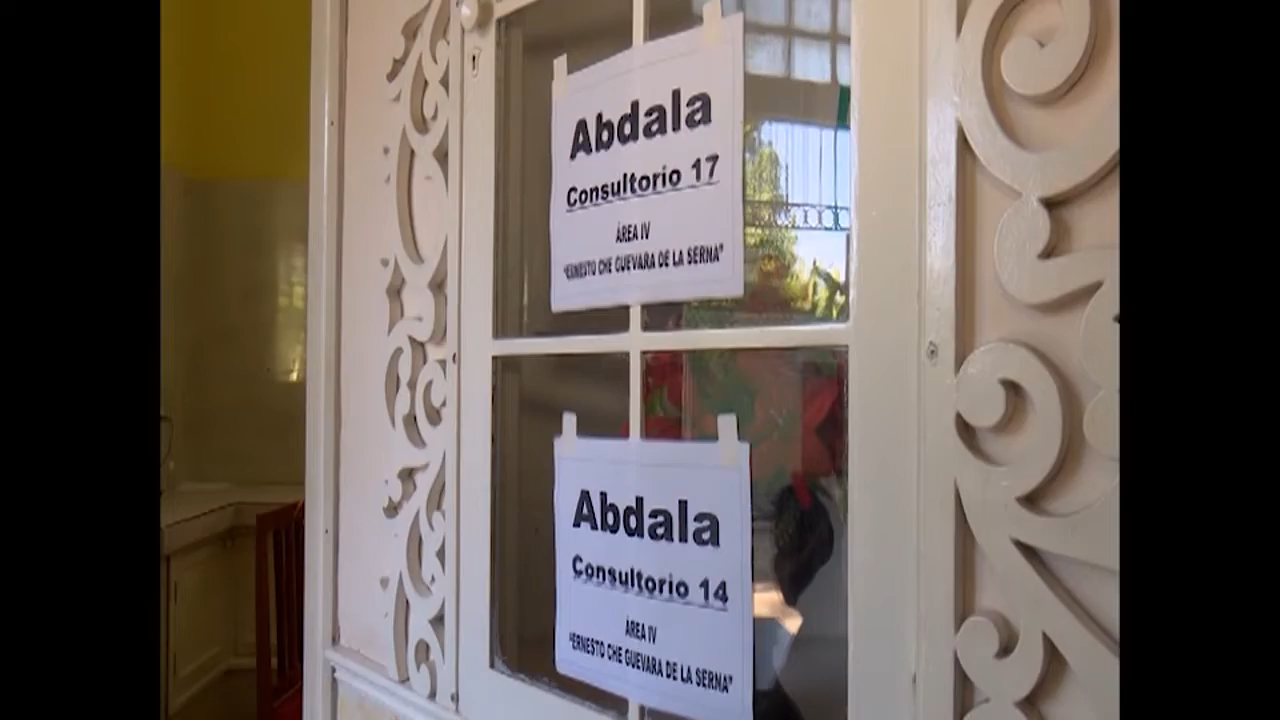 Abdala
Consultorio 17
ÁREA IV
"ERNESTO CHE GUEVARA DE LA SERNA"
Abdala
Consultorio 14
ÁREA IV
"ERNESTO CHE GUEVARA DE LA SERNA"